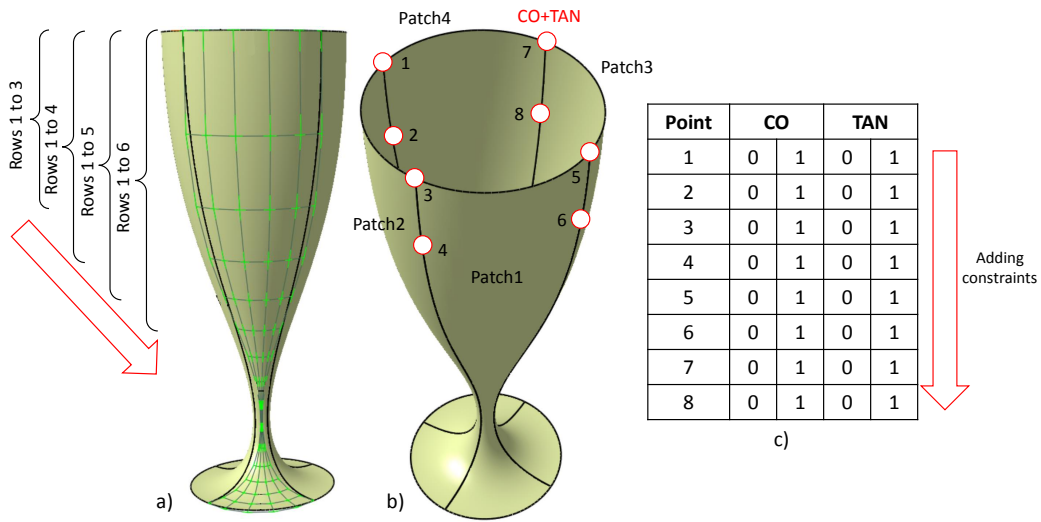 Rows 1 to 3
Rows 1 to 4
Rows 1 to 5
Rows 1 to 6
a)
Patch4
CO+TAN
Patch3
1
7
2
8
3
5
Patch2
4
6
Patch1
b)
Point CO TAN
1 0 1 0 1
2 0 1 0 1
3 0 1 0 1
4 0 1 0 1
5 0 1 0 1
6 0 1 0 1
7 0 1 0 1
8 0 1 0 1
Adding
constraints
c)